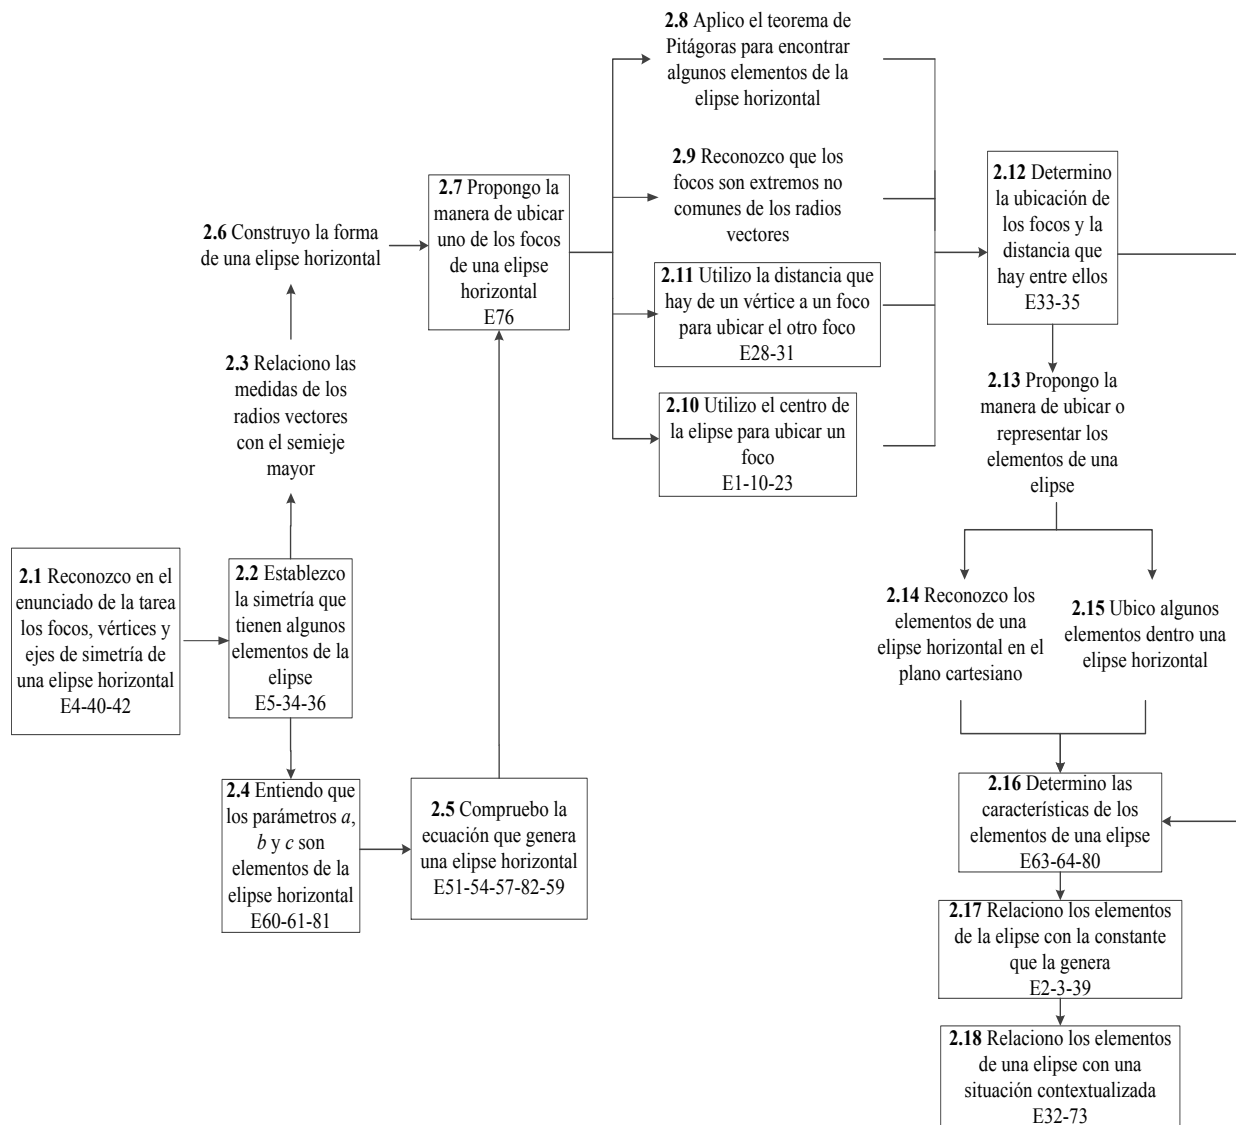 2.8 Aplico el teorema de
Pitágoras para encontrar
algunos elementos de la
elipse horizontal
2.9 Reconozco que los
focos son extremos no
comunes de los radios
vectores
2.11 Utilizo la distancia que
hay de un vértice a un foco
para ubicar el otro foco
E28-31
2.10 Utilizo el centro de
la elipse para ubicar un
foco
E1-10-23
2.12 Determino
la ubicación de
los focos y la
distancia que
hay entre ellos
E33-35
2.7 Propongo la
manera de ubicar
uno de los focos
de una elipse
horizontal
E76
2.6 Construyo la forma
de una elipse horizontal
2.3 Relaciono las
medidas de los
radios vectores
con el semieje
mayor
2.13 Propongo la
manera de ubicar o
representar los
elementos de una
elipse
2.1 Reconozco en el
enunciado de la tarea
los focos, vértices y
ejes de simetría de
una elipse horizontal
E4-40-42
2.2 Establezco
la simetría que
tienen algunos
elementos de la
elipse
E5-34-36
2.14 Reconozco los
elementos de una
elipse horizontal en el
plano cartesiano
2.15 Ubico algunos
elementos dentro una
elipse horizontal
2.4 Entiendo que
los parámetros a,
b y c son
elementos de la
elipse horizontal
E60-61-81
2.5 Compruebo la
ecuación que genera
una elipse horizontal
E51-54-57-82-59
2.16 Determino las
características de los
elementos de una elipse
E63-64-80
2.17 Relaciono los elementos
de la elipse con la constante
que la genera
E2-3-39
2.18 Relaciono los elementos
de una elipse con una
situación contextualizada
E32-73